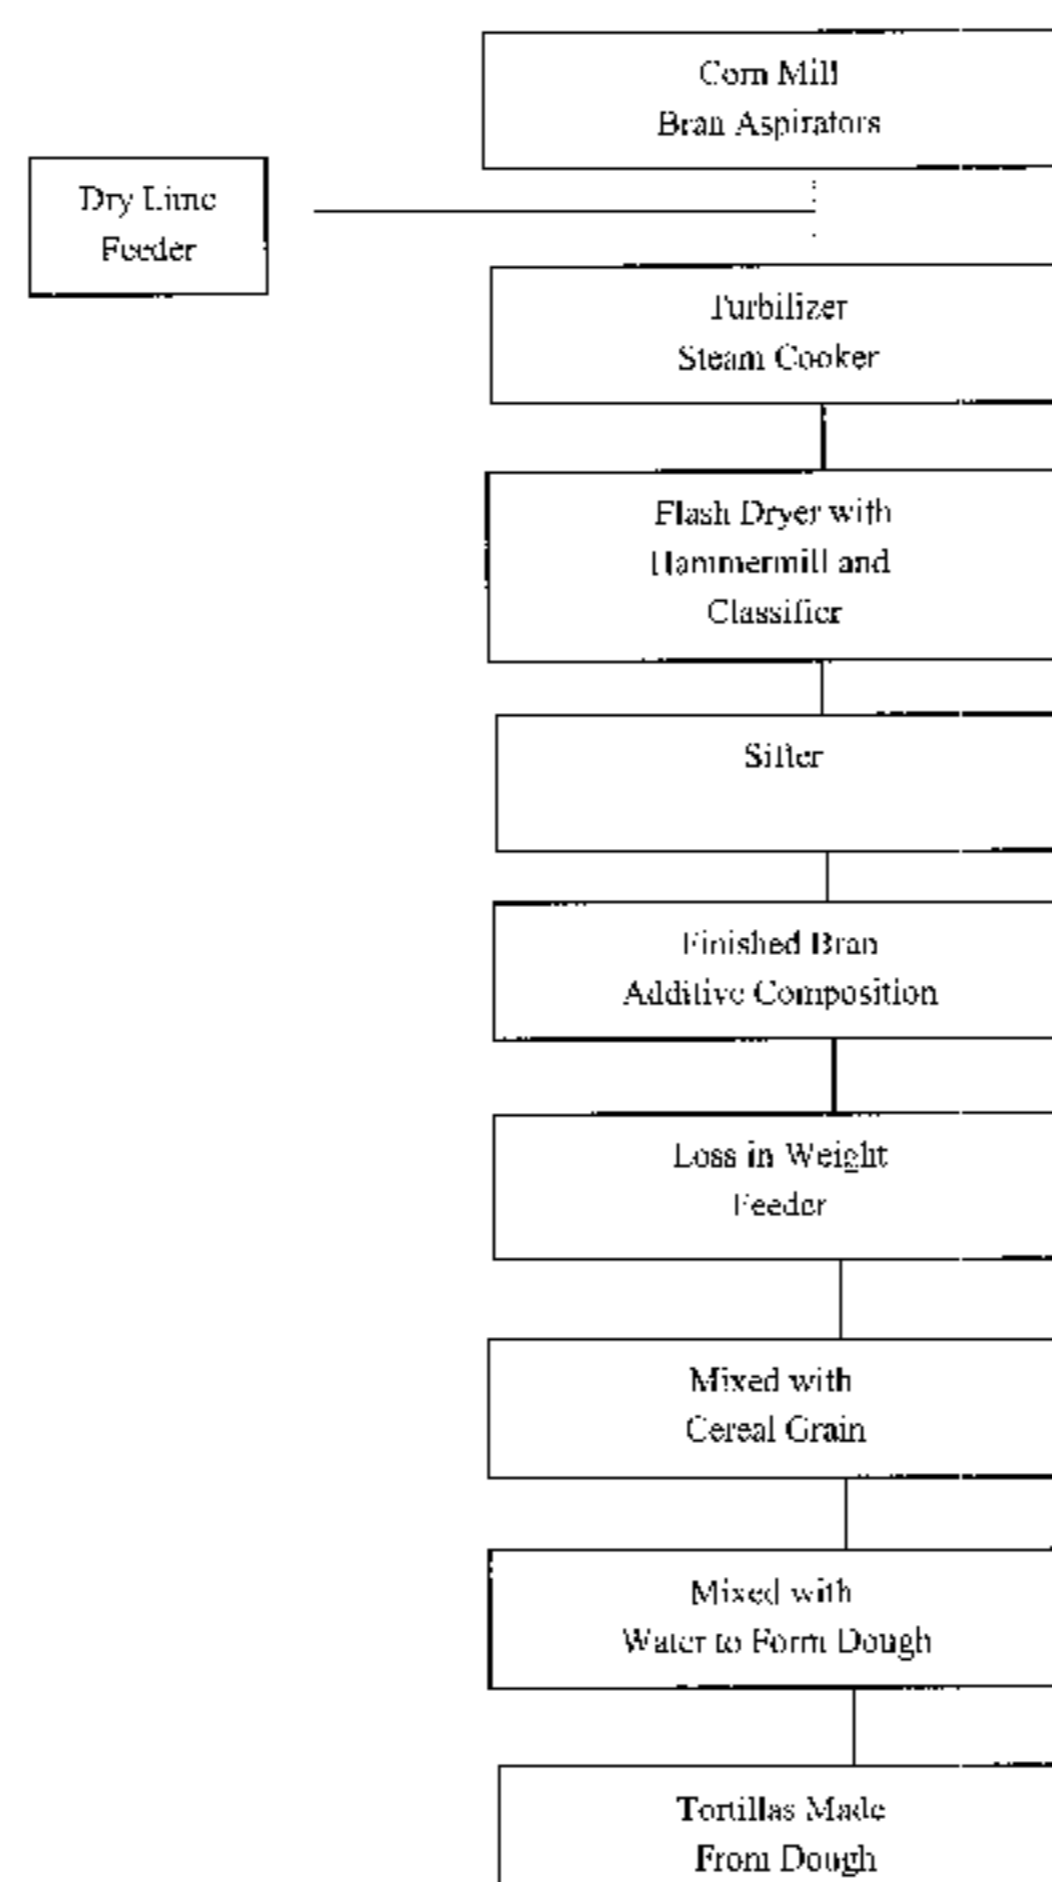 Corn Mill
Bran Aspirators
Dry Lime
Feeder
Turbilizer
Steam Cooker
Flash Dryer with
Hammermill and
Classifier
Sifter
Finished Bran
Additive Composition
Loss in Weight
Feeder
Mixed with
Cereal Grain
Mixed with
Water to Form Dough
Tortillas Made
From Dough